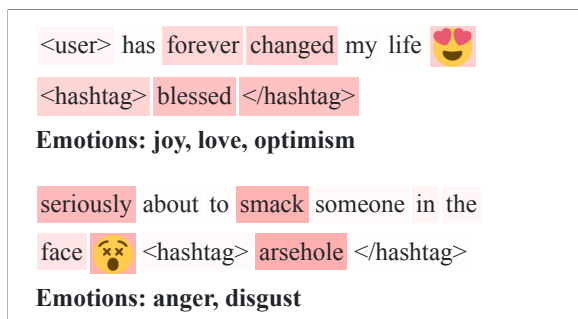 <user> has forever changed my life 😍
<hashtag> blessed </hashtag>
Emotions: joy, love, optimism
seriously about to smack someone in the
face 😵 <hashtag> arsehole </hashtag>
Emotions: anger, disgust